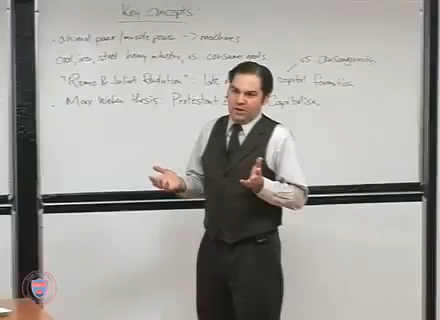 Key Concepts:
· animal power/muscle power -> machines
coal, iron, steel heavy industry, vs. consumer needs
vs. consumption
"Romeo & Juliet Revolution": late capital formation
· Max Weber thesis: Protestant Capitalism